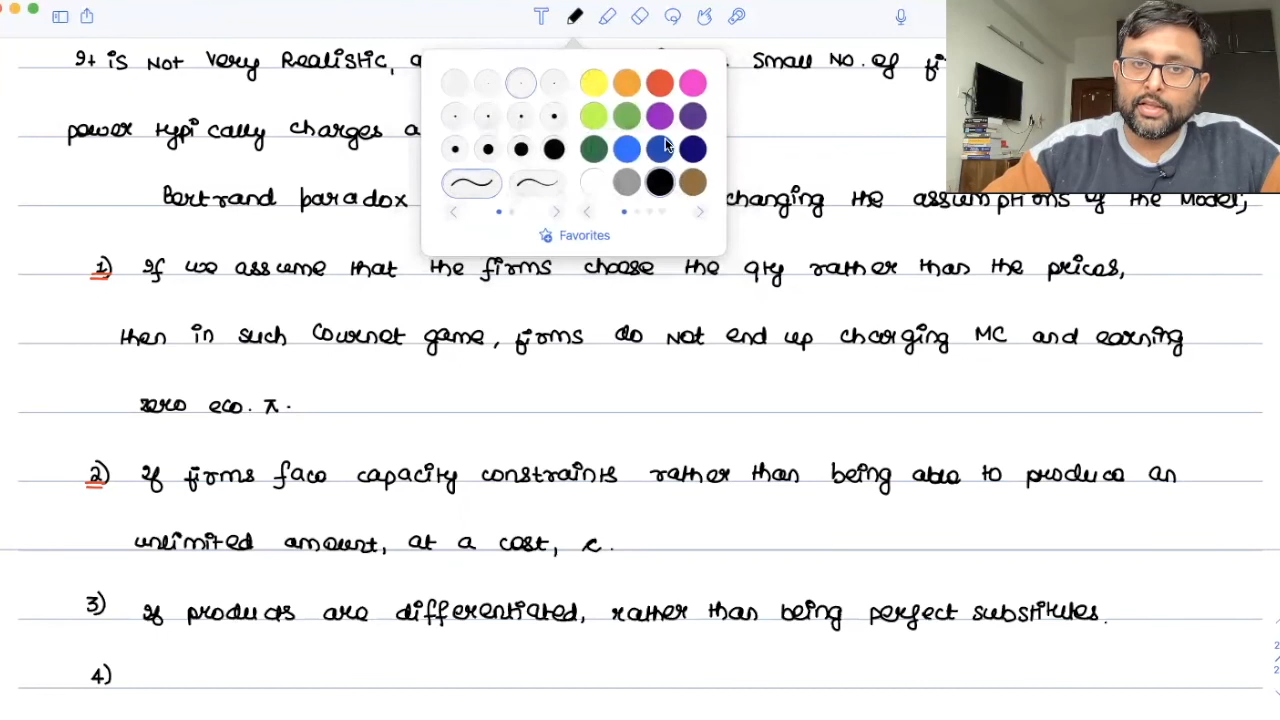 It is Not Very Realistic, a Small No. of fi
power typically charges a
Favorites
Bertrand paradox changing the assumptions of the Model,
1) If we assume that the firms choose the qty rather than the prices,
then in such Cournot game, firms do Not end up charging MC and earning
zero eco. π.
2) If firms face capacity constraints rather than being able to produce an
unlimited amount, at a cost, c.
3) If products are differentiated, rather than being perfect substitutes.
4)